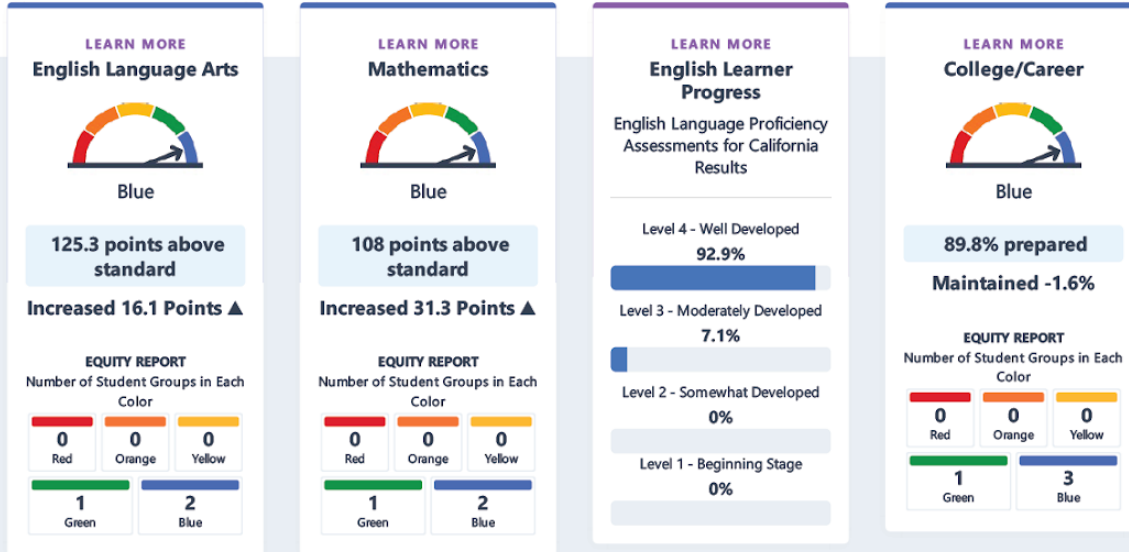 LEARN MORE
English Language Arts
Blue
125.3 points above
standard
Increased 16.1 Points ▲
EQUITY REPORT
Number of Student Groups in Each
Color
0
Red
0
Orange
0
Yellow
1
Green
2
Blue
LEARN MORE
Mathematics
Blue
108 points above
standard
Increased 31.3 Points ▲
EQUITY REPORT
Number of Student Groups in Each
Color
0
Red
0
Orange
0
Yellow
1
Green
2
Blue
LEARN MORE
English Learner
Progress
English Language Proficiency
Assessments for California
Results
Level 4 - Well Developed
92.9%
Level 3 - Moderately Developed
7.1%
Level 2 - Somewhat Developed
0%
Level 1 - Beginning Stage
0%
LEARN MORE
College/Career
Blue
89.8% prepared
Maintained -1.6%
EQUITY REPORT
Number of Student Groups in Each
Color
0
Red
0
Orange
0
Yellow
1
Green
3
Blue